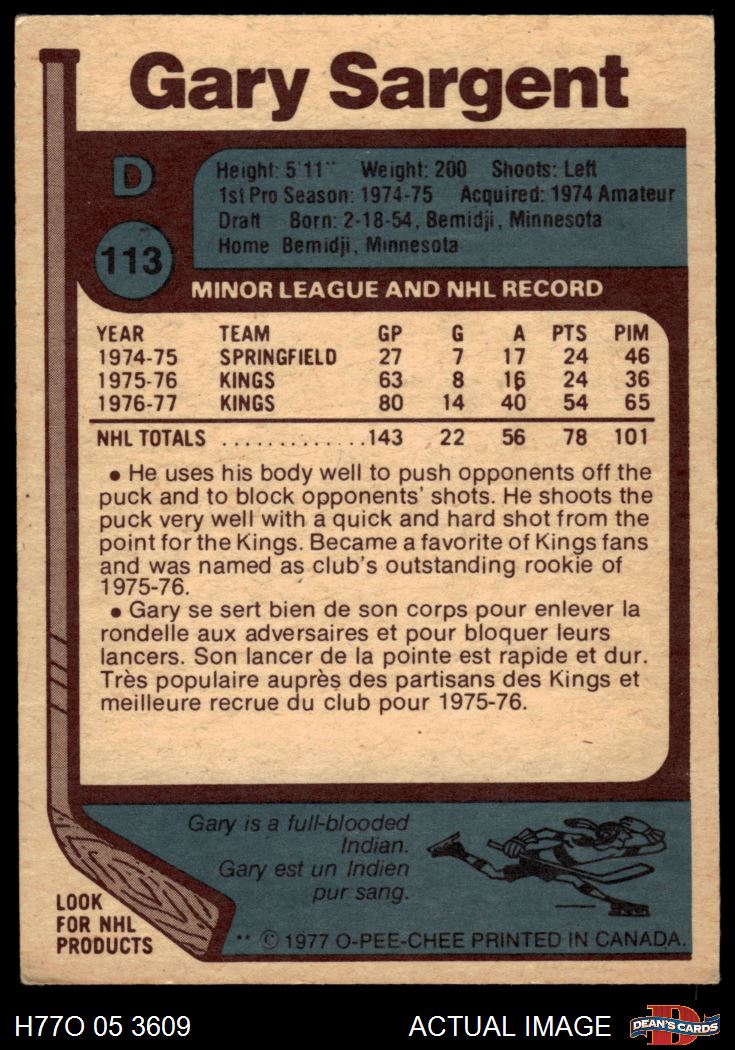 Gary Sargent
D
113
Height: 5'11" Weight: 200 Shoots: Left
1st Pro Season: 1974-75 Acquired: 1974 Amateur
Draft Born: 2-18-54, Bemidji, Minnesota
Home Bemidji, Minnesota
MINOR LEAGUE AND NHL RECORD
YEAR TEAM GP G A PTS PIM
1974-75 SPRINGFIELD 27 7 17 24 46
1975-76 KINGS 63 8 16 24 36
1976-77 KINGS 80 14 40 54 65
NHL TOTALS .............143 22 56 78 101
• He uses his body well to push opponents off the
puck and to block opponents' shots. He shoots the
puck very well with a quick and hard shot from the
point for the Kings. Became a favorite of Kings fans
and was named as club's outstanding rookie of
1975-76.
• Gary se sert bien de son corps pour enlever la
rondelle aux adversaires et pour bloquer leurs
lancers. Son lancer de la pointe est rapide et dur.
Très populaire auprès des partisans des Kings et
meilleure recrue du club pour 1975-76.
Gary is a full-blooded
Indian.
Gary est un Indien
pur sang.
LOOK
FOR NHL
PRODUCTS
** © 1977 O-PEE-CHEE PRINTED IN CANADA.
H77O 05 3609 ACTUAL IMAGE
D
DEAN'S CARDS